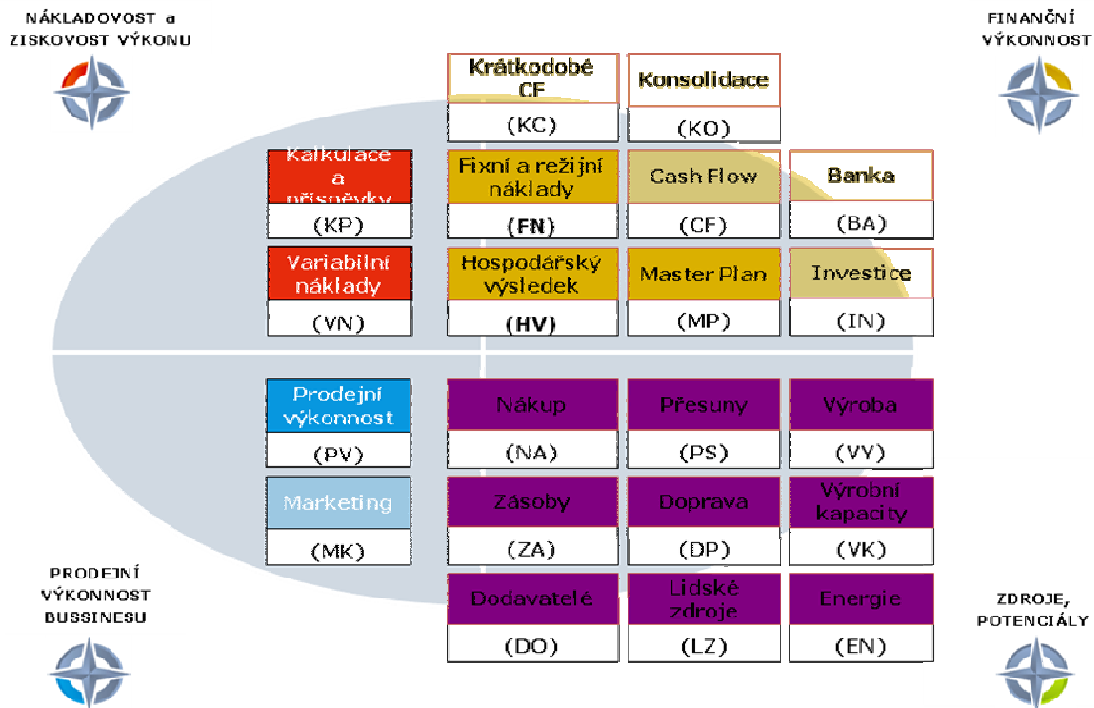 NÁKLADOVOST a
ZISKOVOST VÝKONU
FINANČNÍ
VÝKONNOST
Krátkodobé
CF
(KC)
Konsolidace
(KO)
Kalkulace
a
příspěvky
(KP)
Fixní a režijní
náklady
(FN)
Cash Flow
(CF)
Banka
(BA)
Variabilní
náklady
(VN)
Hospodářský
výsledek
(HV)
Master Plan
(MP)
Investice
(IN)
Prodejní
výkonnost
(PV)
Nákup
(NA)
Přesuny
(PS)
Výroba
(VY)
Marketing
(MK)
Zásoby
(ZA)
Doprava
(DP)
Výrobní
kapacity
(VK)
Dodavatelé
(DO)
Lidské
zdroje
(LZ)
Energie
(EN)
PRODEJNÍ
VÝKONNOST
BUSSINESU
ZDROJE,
POTENCIÁLY